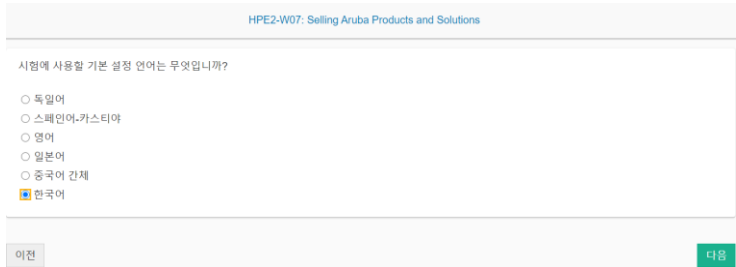 HPE2-W07: Selling Aruba Products and Solutions
시험에 사용할 기본 설정 언어는 무엇입니까?
독일어
스페인어-카스티야
영어
일본어
중국어 간체
한국어
이전
다음